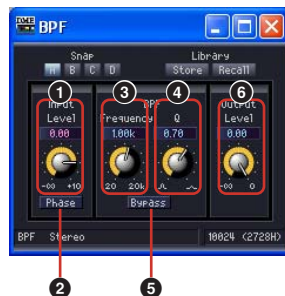 DME BPF
Snap Library
A B C D Store Recall
1 3 4 6
Input BPF Output
Level Frequency Q Level
0.00 1.00k 0.70 0.00
-∞ +10 20 20k -∞ 0
Phase Bypass
BPF Stereo 10024 (2728H)
2 5